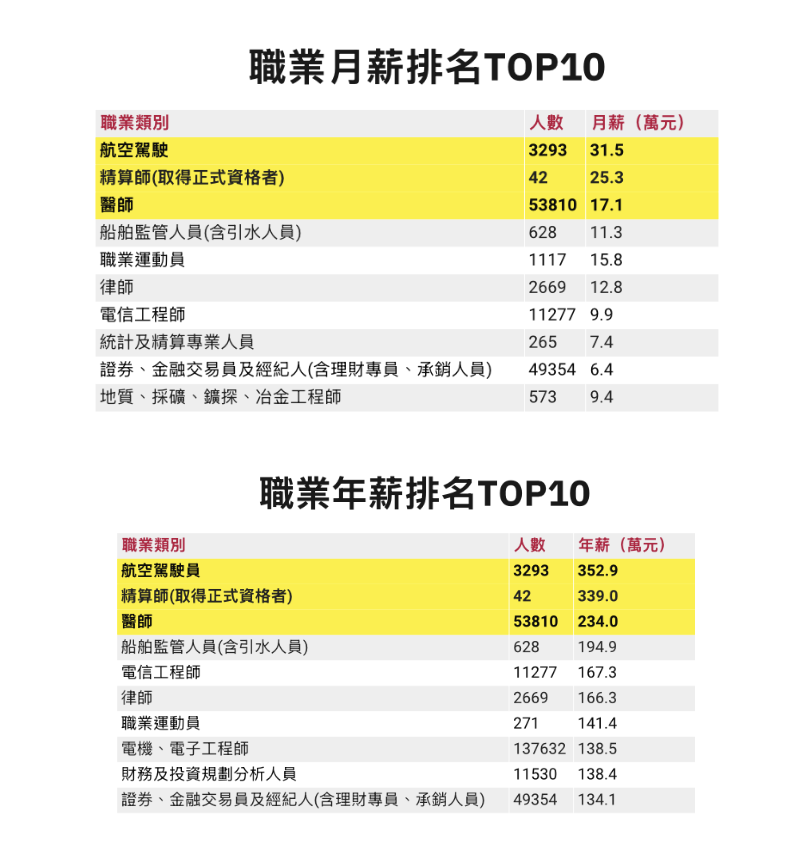 職業月薪排名TOP10
職業類別 人數 月薪（萬元）
航空駕駛 3293 31.5
精算師(取得正式資格者) 42 25.3
醫師 53810 17.1
船舶監管人員(含引水人員) 628 11.3
職業運動員 1117 15.8
律師 2669 12.8
電信工程師 11277 9.9
統計及精算專業人員 265 7.4
證券、金融交易員及經紀人(含理財專員、承銷人員) 49354 6.4
地質、採礦、鑛探、冶金工程師 573 9.4
職業年薪排名TOP10
職業類別 人數 年薪（萬元）
航空駕駛員 3293 352.9
精算師(取得正式資格者) 42 339.0
醫師 53810 234.0
船舶監管人員(含引水人員) 628 194.9
電信工程師 11277 167.3
律師 2669 166.3
職業運動員 271 141.4
電機、電子工程師 137632 138.5
財務及投資規劃分析人員 11530 138.4
證券、金融交易員及經紀人(含理財專員、承銷人員) 49354 134.1